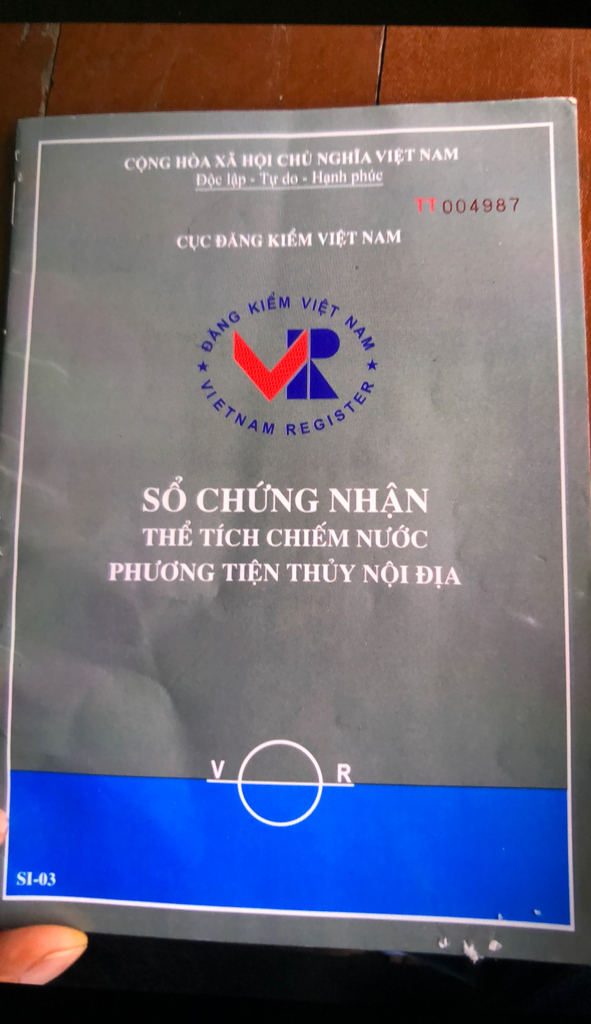 CỘNG HÒA XÃ HỘI CHỦ NGHĨA VIỆT NAM
Độc lập - Tự do - Hạnh phúc
TT 004987
CỤC ĐĂNG KIỂM VIỆT NAM
★ ĐĂNG KIỂM VIỆT NAM ★
VR
VIETNAM REGISTER
SỔ CHỨNG NHẬN
THỂ TÍCH CHIẾM NƯỚC
PHƯƠNG TIỆN THỦY NỘI ĐỊA
V R
SI-03